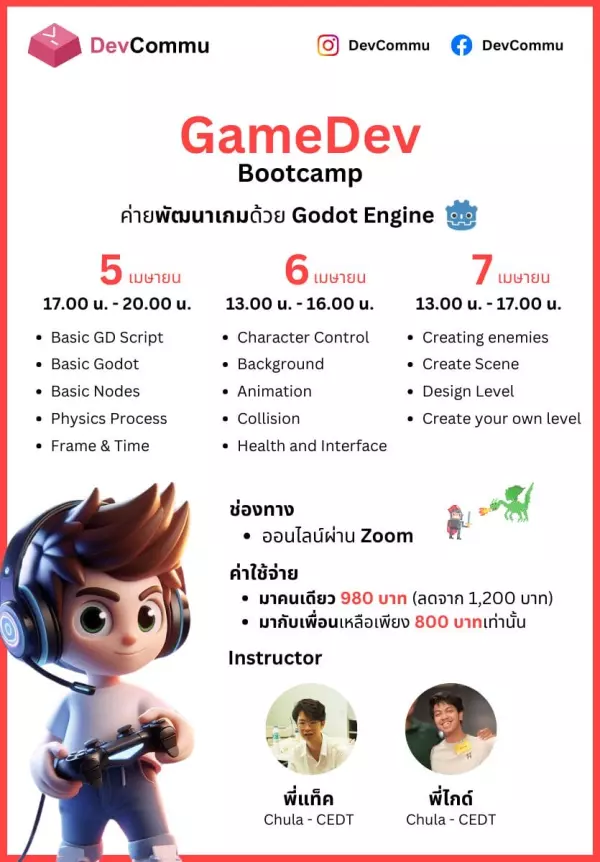 DevCommu
DevCommu
DevCommu
GameDev
Bootcamp
ค่ายพัฒนาเกมด้วย Godot Engine
5 เมษายน
17.00 น. - 20.00 น.
Basic GD Script
Basic Godot
Basic Nodes
Physics Process
Frame & Time
6 เมษายน
13.00 น. - 16.00 น.
Character Control
Background
Animation
Collision
Health and Interface
7 เมษายน
13.00 น. - 17.00 น.
Creating enemies
Create Scene
Design Level
Create your own level
ช่องทาง
ออนไลน์ผ่าน Zoom
ค่าใช้จ่าย
มาคนเดียว 980 บาท (ลดจาก 1,200 บาท)
มากับเพื่อนเหลือเพียง 800 บาทเท่านั้น
Instructor
พี่แท็ค
Chula - CEDT
พี่ไกด์
Chula - CEDT